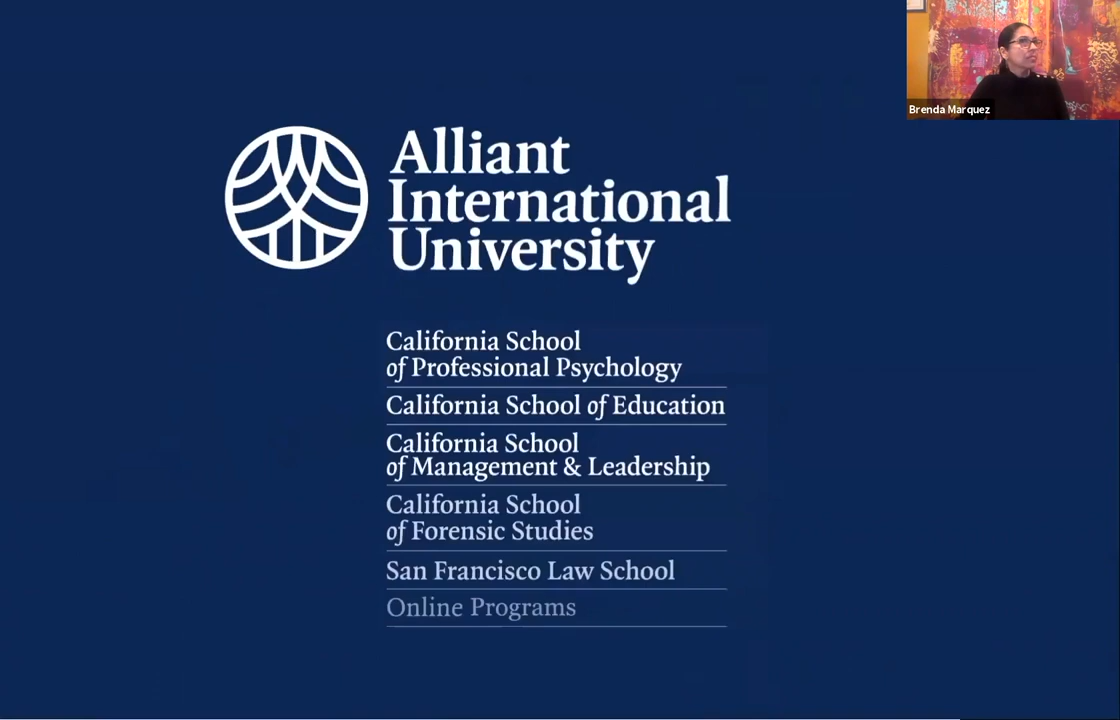 Brenda Marquez
Alliant
International
University
California School
of Professional Psychology
California School of Education
California School
of Management & Leadership
California School
of Forensic Studies
San Francisco Law School
Online Programs